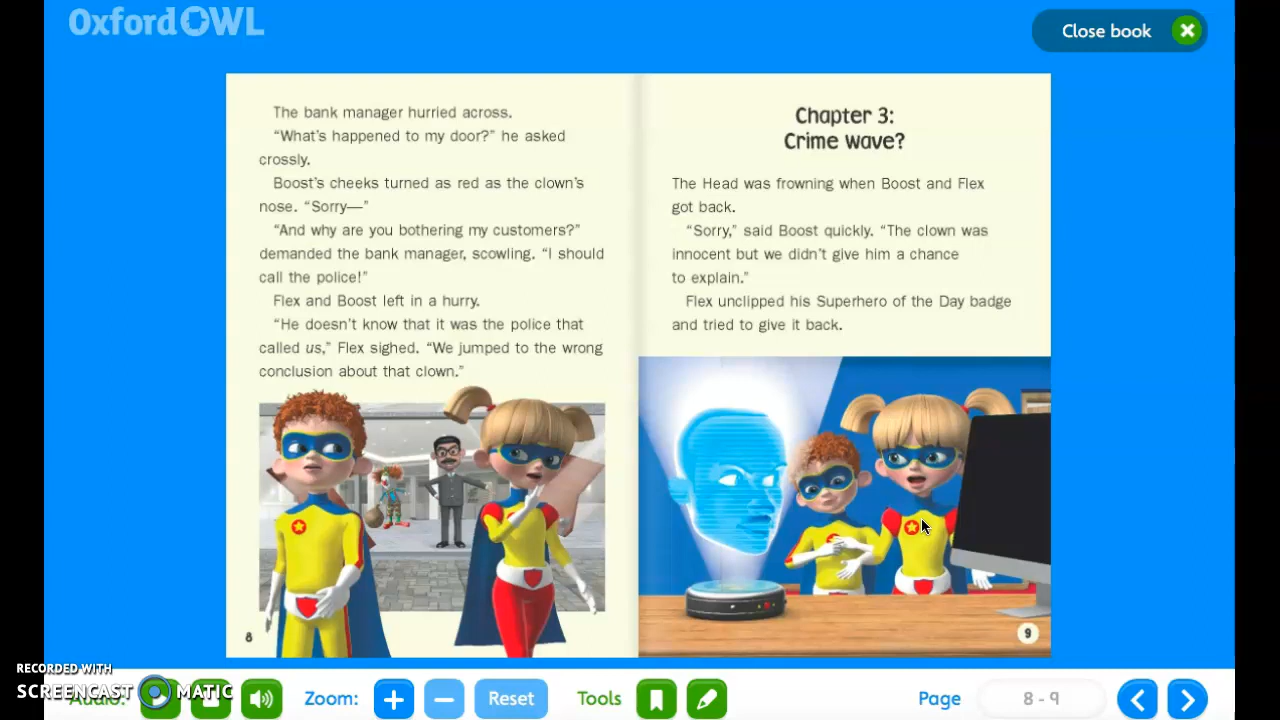 OxfordOWL
Close book
The bank manager hurried across.
“What’s happened to my door?” he asked
crossly.
Boost’s cheeks turned as red as the clown’s
nose. “Sorry—”
“And why are you bothering my customers?”
demanded the bank manager, scowling. “I should
call the police!”
Flex and Boost left in a hurry.
“He doesn’t know that it was the police that
called us,” Flex sighed. “We jumped to the wrong
conclusion about that clown.”
8
Chapter 3:
Crime wave?
The Head was frowning when Boost and Flex
got back.
“Sorry,” said Boost quickly. “The clown was
innocent but we didn’t give him a chance
to explain.”
Flex unclipped his Superhero of the Day badge
and tried to give it back.
9
RECORDED WITH
SCREENCAST MATIC
Audio:
Zoom:
Reset
Tools
Page
8 - 9